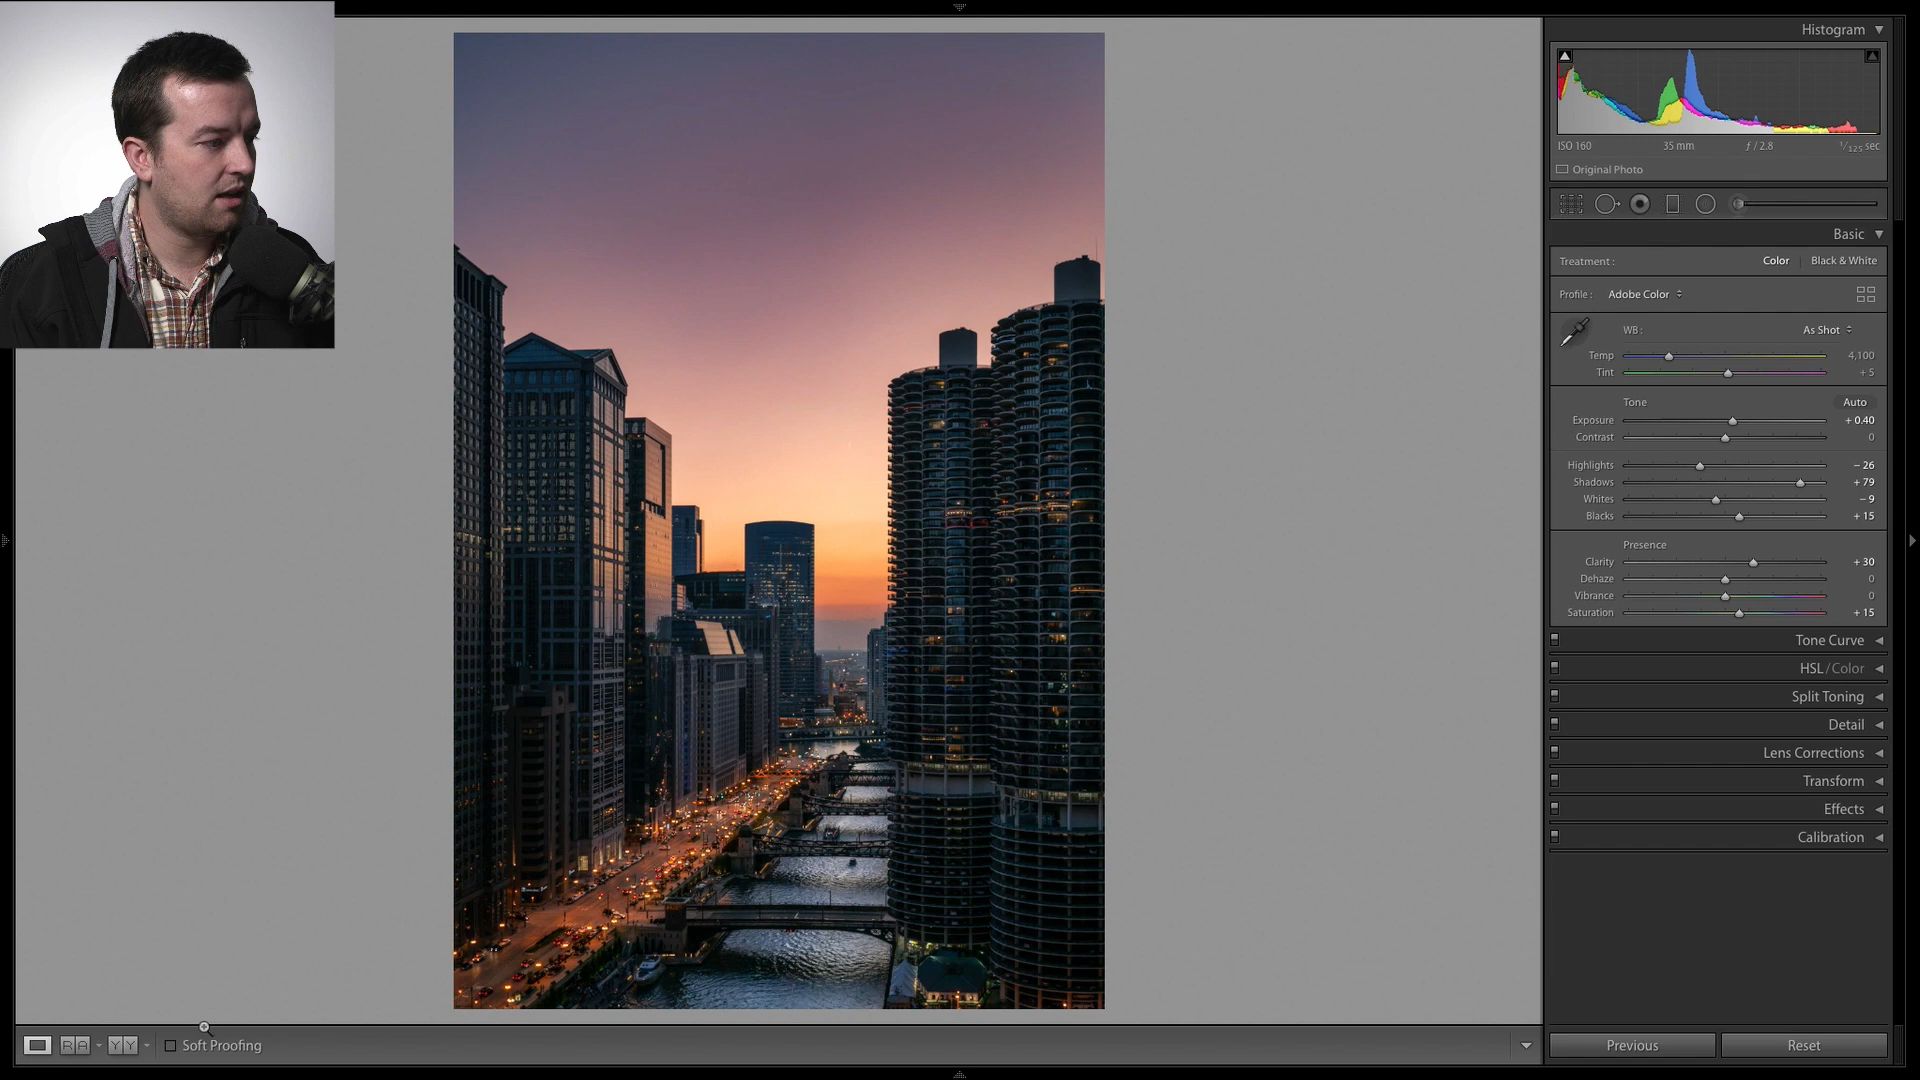 Histogram
ISO 160 35 mm ƒ / 2.8 1/125 sec
Original Photo
Basic
Treatment : Color Black & White
Profile : Adobe Color
WB : As Shot
Temp 4,100
Tint + 5
Tone Auto
Exposure + 0.40
Contrast 0
Highlights − 26
Shadows + 79
Whites − 9
Blacks + 15
Presence
Clarity + 30
Dehaze 0
Vibrance 0
Saturation + 15
Tone Curve
HSL / Color
Split Toning
Detail
Lens Corrections
Transform
Effects
Calibration
R A Y Y Soft Proofing
Previous Reset